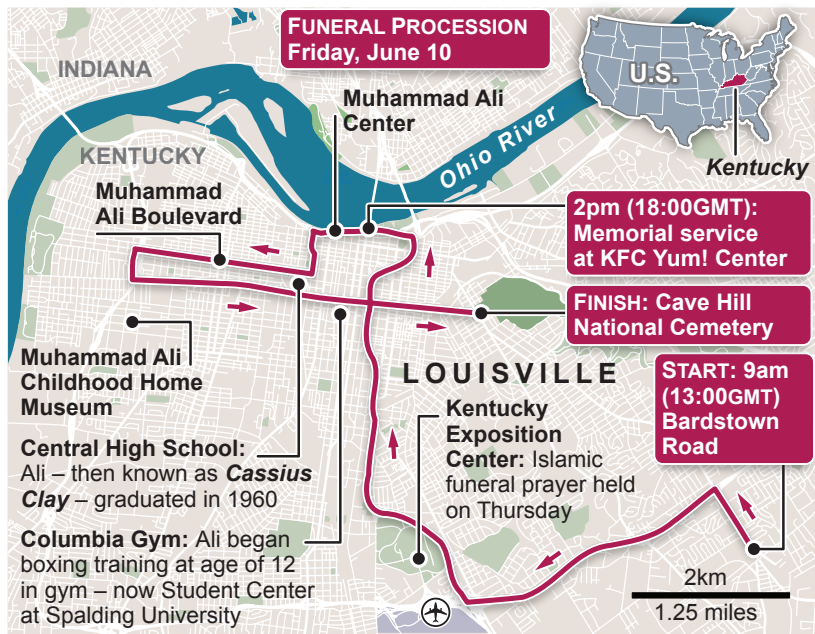 FUNERAL PROCESSION
Friday, June 10
U.S.
Kentucky
INDIANA
KENTUCKY
Ohio River
Muhammad Ali
Center
Muhammad
Ali Boulevard
2pm (18:00GMT):
Memorial service
at KFC Yum! Center
FINISH: Cave Hill
National Cemetery
Muhammad Ali
Childhood Home
Museum
LOUISVILLE
START: 9am
(13:00GMT)
Bardstown
Road
Kentucky
Exposition
Center: Islamic
funeral prayer held
on Thursday
Central High School:
Ali – then known as Cassius
Clay – graduated in 1960
Columbia Gym: Ali began
boxing training at age of 12
in gym – now Student Center
at Spalding University
2km
1.25 miles